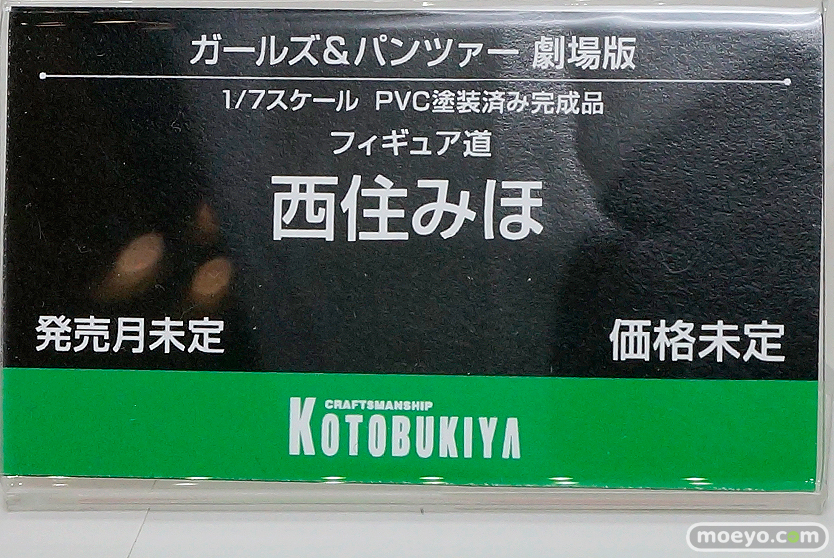 ガールズ&パンツァー 劇場版
1/7スケール PVC塗装済み完成品
フィギュア道
西住みほ
発売月未定
価格未定
CRAFTSMANSHIP
KOTOBUKIYA
moeyo.com